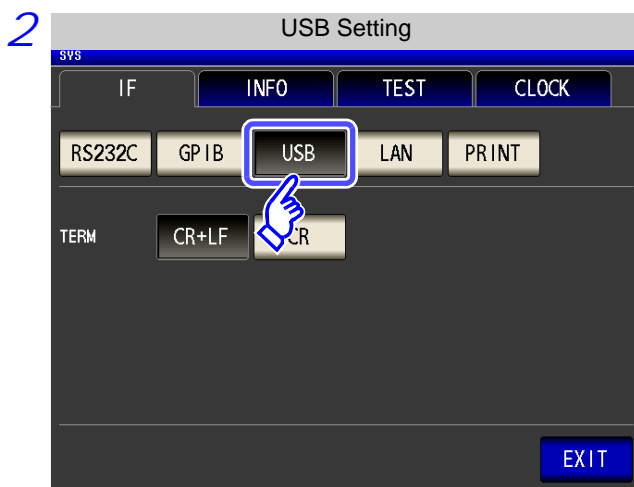 2 USB Setting
SYS
IF INFO TEST CLOCK
RS232C GPIB USB LAN PRINT
TERM CR+LF CR
EXIT